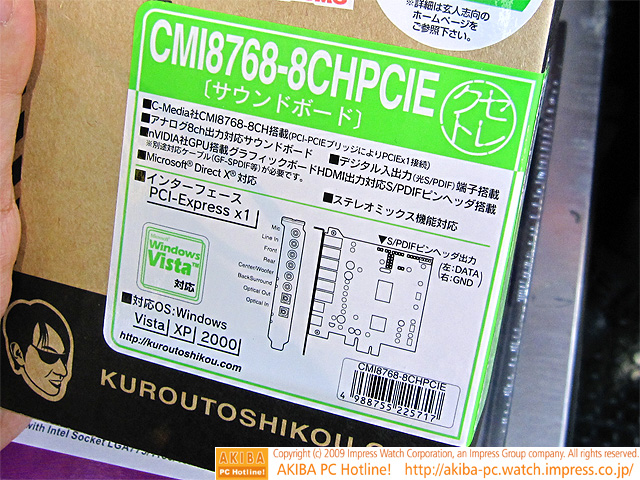 ※詳細は玄人志向の
ホームページを
ご参照下さい。
CMI8768-8CHPCIE
［サウンドボード］
セレクト
■C-Media社CMI8768-8CH搭載(PCI-PCIEブリッジによりPCIEx1接続)
■アナログ8ch出力対応サウンドボード ■デジタル入出力(光S/PDIF)端子搭載
■nVIDIA社GPU搭載グラフィックボードHDMI出力対応S/PDIFピンヘッダ搭載
※別途対応ケーブル(GF-SPDIF等)が必要です。
■Microsoft® Direct X® 対応 ■ステレオミックス機能対応
■インターフェース
PCI-Express x1
Designed for
Microsoft®
Windows
Vista™
対応
Mic
Line In
Front
Rear
Center/Woofer
BackSurround
Optical Out
Optical In
▼S/PDIFピンヘッダ出力
(左:DATA)
(右:GND)
■対応OS:Windows
Vista XP 2000
http://kuroutoshikou.com/
CMI8768-8CHPCIE
4 988755 225717
KUROUTOSHIKOU.C
with Intel Socket LGA775
AKIBA
PC Hotline!
Copyright (c) 2009 Impress Watch Corporation, an Impress Group company. All rights reserved.
AKIBA PC Hotline! http://akiba-pc.watch.impress.co.jp/